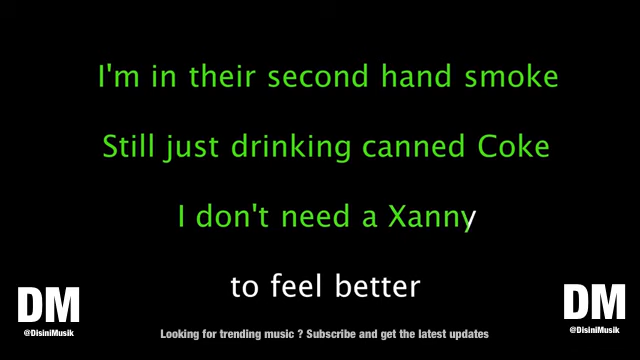 I'm in their second hand smoke
Still just drinking canned Coke
I don't need a Xanny
to feel better
DM
@DisiniMusik
DM
@DisiniMusik
Looking for trending music ? Subscribe and get the latest updates